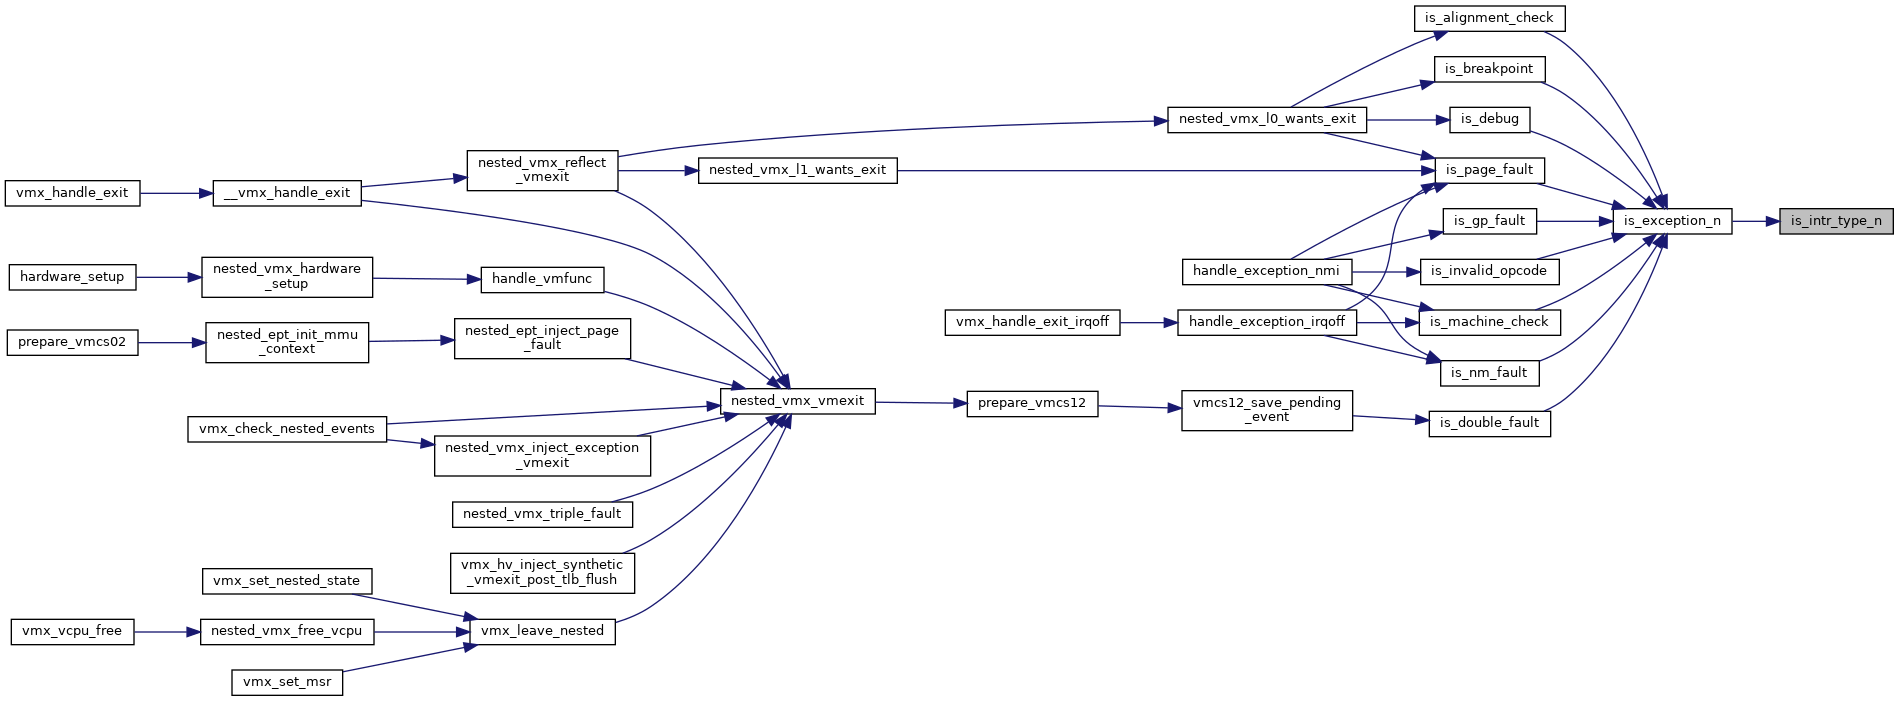 is_alignment_check
is_breakpoint
nested_vmx_l0_wants_exit
is_debug
nested_vmx_reflect
_vmexit
nested_vmx_l1_wants_exit
is_page_fault
vmx_handle_exit
__vmx_handle_exit
is_gp_fault
is_exception_n
is_intr_type_n
hardware_setup
nested_vmx_hardware
_setup
handle_vmfunc
handle_exception_nmi
is_invalid_opcode
prepare_vmcs02
nested_ept_init_mmu
_context
nested_ept_inject_page
_fault
vmx_handle_exit_irqoff
handle_exception_irqoff
is_machine_check
is_nm_fault
nested_vmx_vmexit
prepare_vmcs12
vmcs12_save_pending
_event
is_double_fault
vmx_check_nested_events
nested_vmx_inject_exception
_vmexit
nested_vmx_triple_fault
vmx_hv_inject_synthetic
_vmexit_post_tlb_flush
vmx_set_nested_state
vmx_vcpu_free
nested_vmx_free_vcpu
vmx_leave_nested
vmx_set_msr